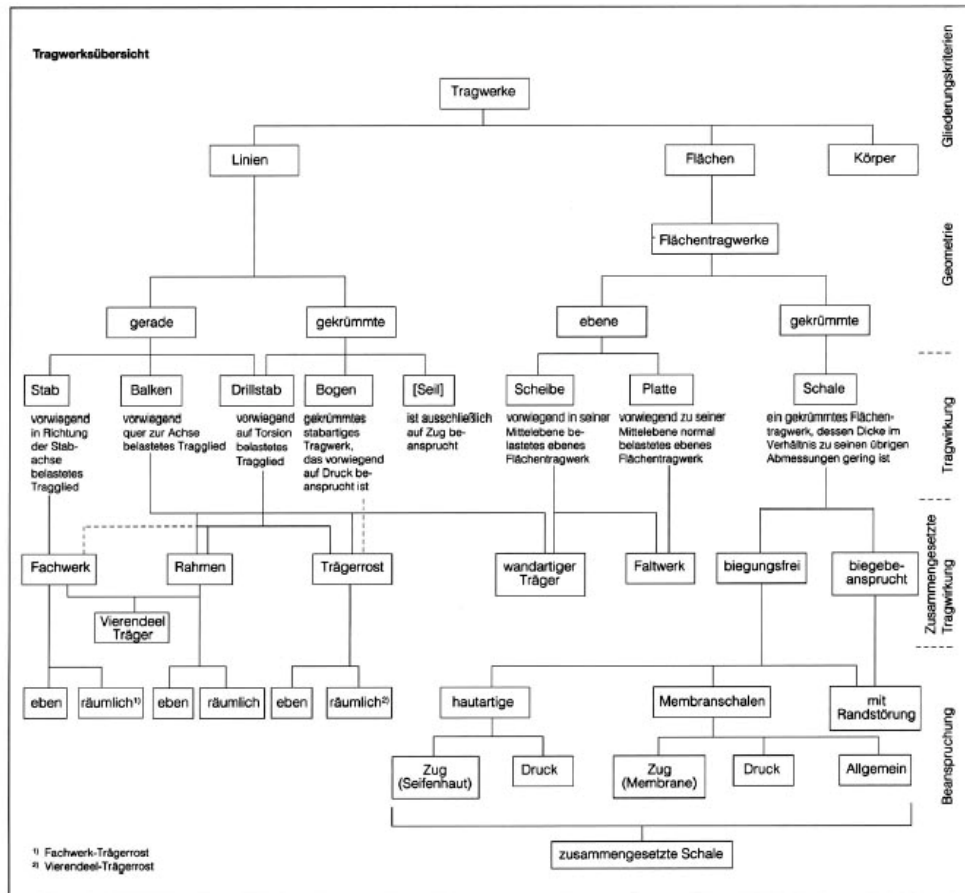 Tragwerksübersicht
Gliederungskriterien
Tragwerke
Linien
Flächen
Körper
Geometrie
Flächentragwerke
gerade
gekrümmte
ebene
gekrümmte
Tragwirkung
Stab
vorwiegend
in Richtung
der Stab-
achse
belastetes
Tragglied
Balken
vorwiegend
quer zur Achse
belastetes Tragglied
Drillstab
vorwiegend
auf Torsion
belastetes
Tragglied
Bogen
gekrümmtes
stabartiges
Tragwerk,
das vorwiegend
auf Druck be-
ansprucht ist
[Seil]
ist ausschließlich
auf Zug be-
ansprucht
Scheibe
vorwiegend in seiner
Mittelebene be-
lastetes ebenes
Flächentragwerk
Platte
vorwiegend zu seiner
Mittelebene normal
belastetes ebenes
Flächentragwerk
Schale
ein gekrümmtes Flächen-
tragwerk, dessen Dicke im
Verhältnis zu seinen übrigen
Abmessungen gering ist
Zusammengesetzte
Tragwirkung
Fachwerk
Rahmen
Trägerrost
wandartiger
Träger
Faltwerk
biegungsfrei
biegebe-
ansprucht
Vierendeel
Träger
Beanspruchung
eben
räumlich1)
eben
räumlich
eben
räumlich2)
hautartige
Membranschalen
mit
Randstörung
Zug
(Seifenhaut)
Druck
Zug
(Membrane)
Druck
Allgemein
zusammengesetzte Schale
1) Fachwerk-Trägerrost
2) Vierendeel-Trägerrost